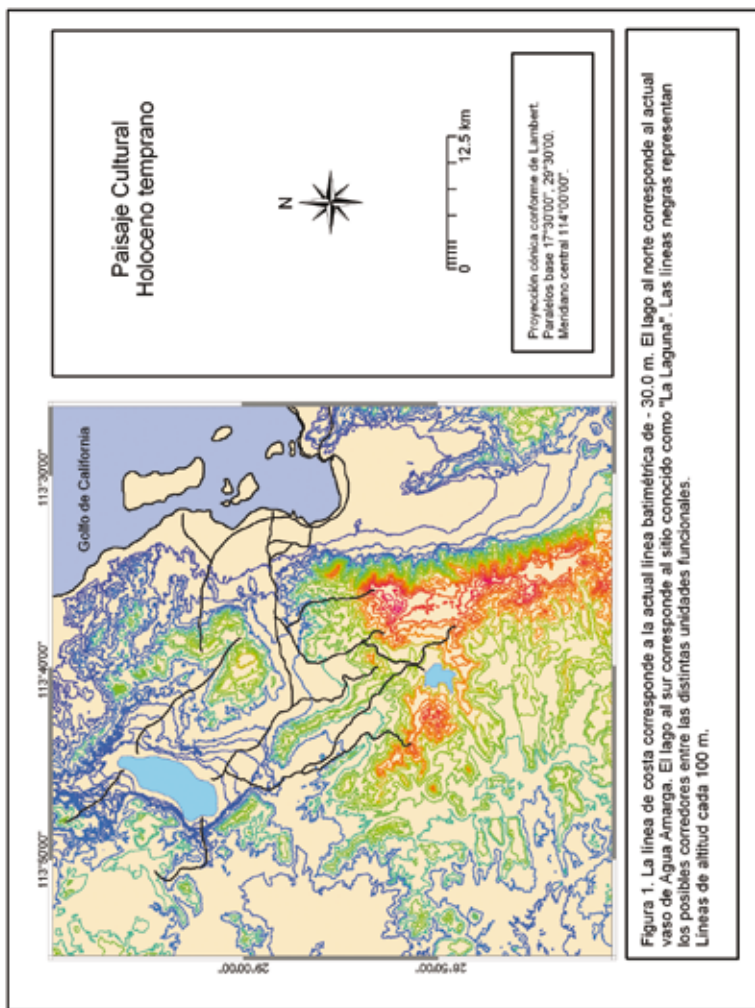 Paisaje Cultural
Holoceno temprano
N
0
12.5 km
Proyección cónica conforme de Lambert.
Paralelos base 17°30'00", 29°30'00".
Meridiano central 114°00'00".
113°50'00"
113°40'00"
113°30'00"
Golfo de California
29°00'00"
28°50'00"
Figura 1. La línea de costa corresponde a la actual línea batimétrica de - 30.0 m. El lago al norte corresponde al actual
vaso de Agua Amarga. El lago al sur corresponde al sitio conocido como "La Laguna". Las líneas negras representan
los posibles corredores entre las distintas unidades funcionales.
Líneas de altitud cada 100 m.